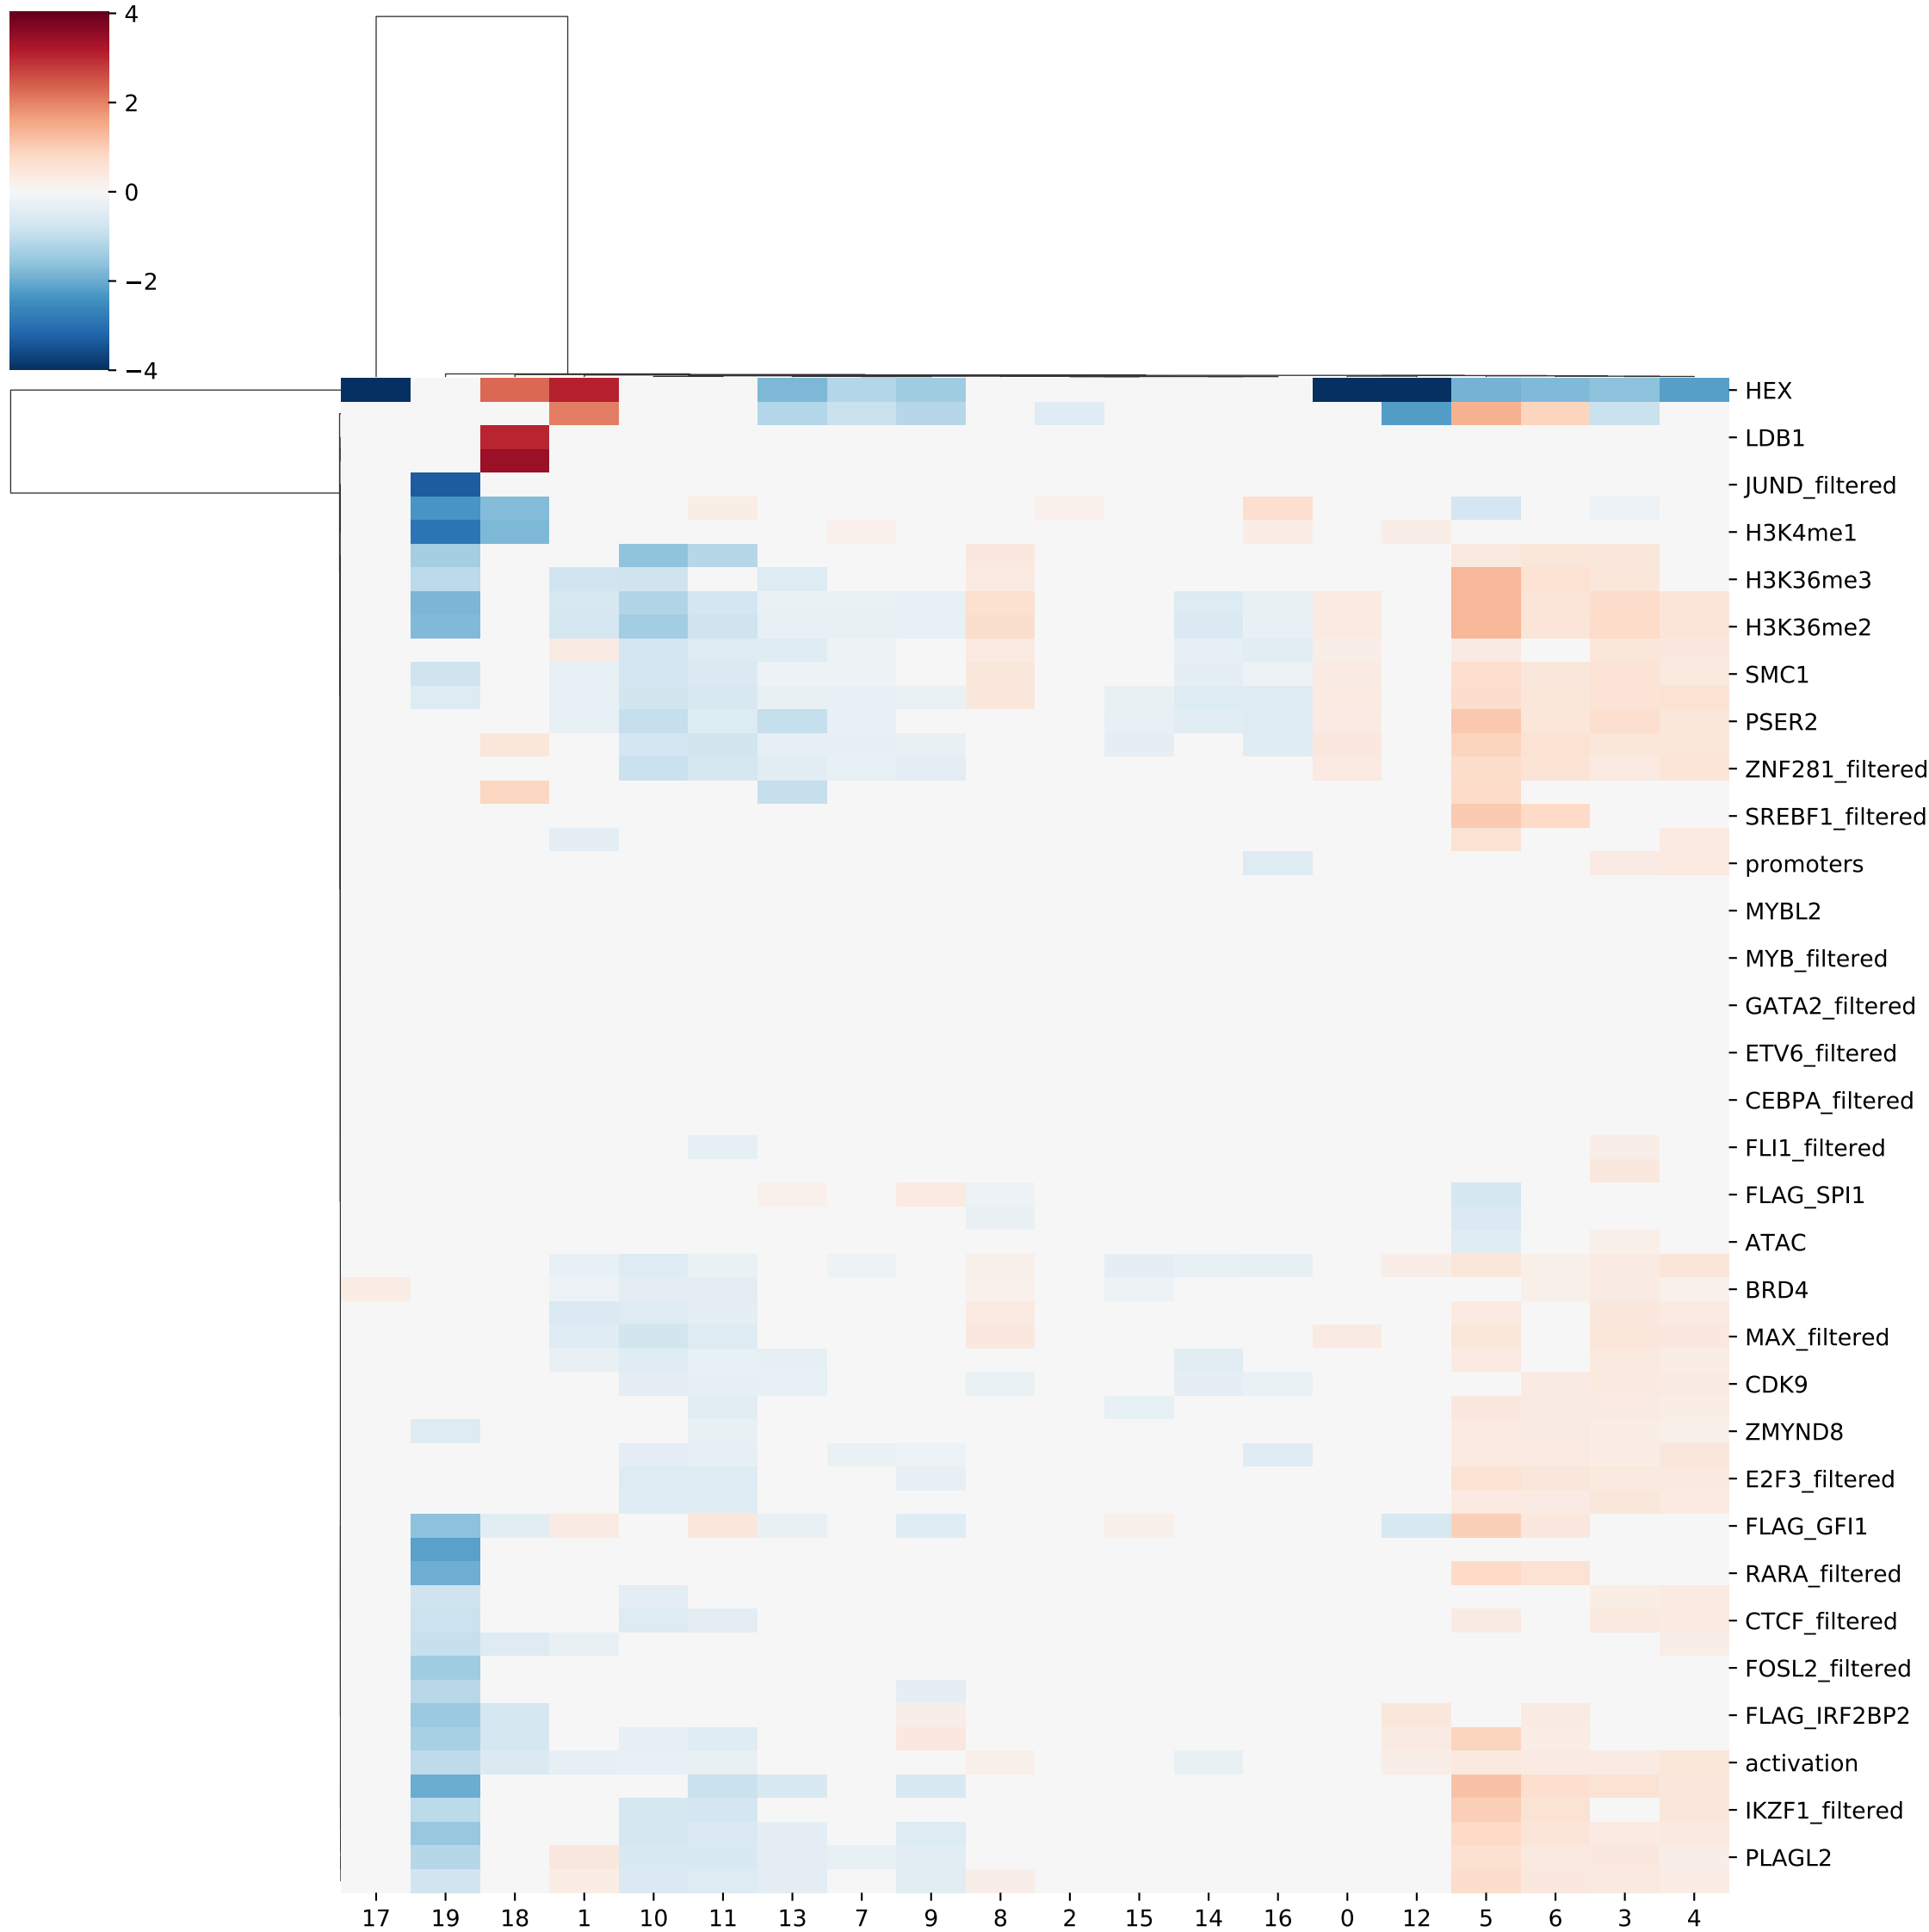 4
2
0
−2
−4
HEX
LDB1
JUND_filtered
H3K4me1
H3K36me3
H3K36me2
SMC1
PSER2
ZNF281_filtered
SREBF1_filtered
promoters
MYBL2
MYB_filtered
GATA2_filtered
ETV6_filtered
CEBPA_filtered
FLI1_filtered
FLAG_SPI1
ATAC
BRD4
MAX_filtered
CDK9
ZMYND8
E2F3_filtered
FLAG_GFI1
RARA_filtered
CTCF_filtered
FOSL2_filtered
FLAG_IRF2BP2
activation
IKZF1_filtered
PLAGL2
17 19 18 1 10 11 13 7 9 8 2 15 14 16 0 12 5 6 3 4